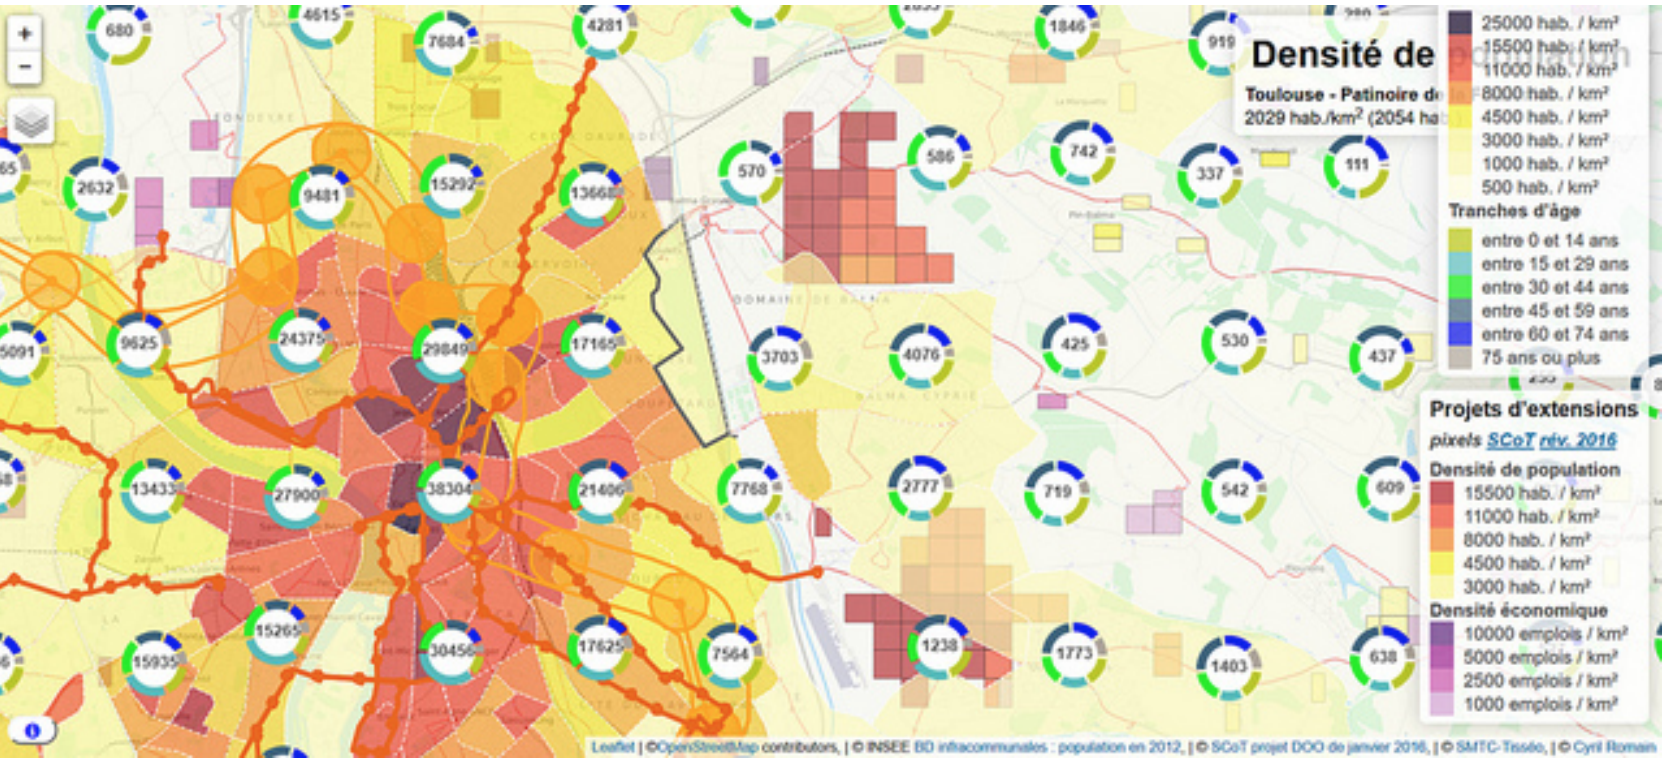 +
−
680
4615
7684
4281
1846
919
Densité de
Toulouse - Patinoire de
2029 hab./km² (2054 hab
25000 hab. / km²
15500 hab. / km²
11000 hab. / km²
8000 hab. / km²
4500 hab. / km²
3000 hab. / km²
1000 hab. / km²
500 hab. / km²
Tranches d'âge
entre 0 et 14 ans
entre 15 et 29 ans
entre 30 et 44 ans
entre 45 et 59 ans
entre 60 et 74 ans
75 ans ou plus
65
2632
9481
15292
13668
570
586
742
337
111
DOMAINE DE BALMA
5091
9625
24375
29849
17165
3703
4076
425
530
437
BALMA - CYPRIE
Projets d'extensions
pixels SCoT rév. 2016
Densité de population
15500 hab. / km²
11000 hab. / km²
8000 hab. / km²
4500 hab. / km²
3000 hab. / km²
Densité économique
10000 emplois / km²
5000 emplois / km²
2500 emplois / km²
1000 emplois / km²
13433
27900
38304
21406
7768
2777
719
542
609
15935
15265
30456
17625
7564
1238
1773
1403
638
i
Leaflet | ©OpenStreetMap contributors, | © INSEE BD infracommunales : population en 2012, | © SCoT projet DOO de janvier 2016, | © SMTC-Tisséo, | © Cyril Romain